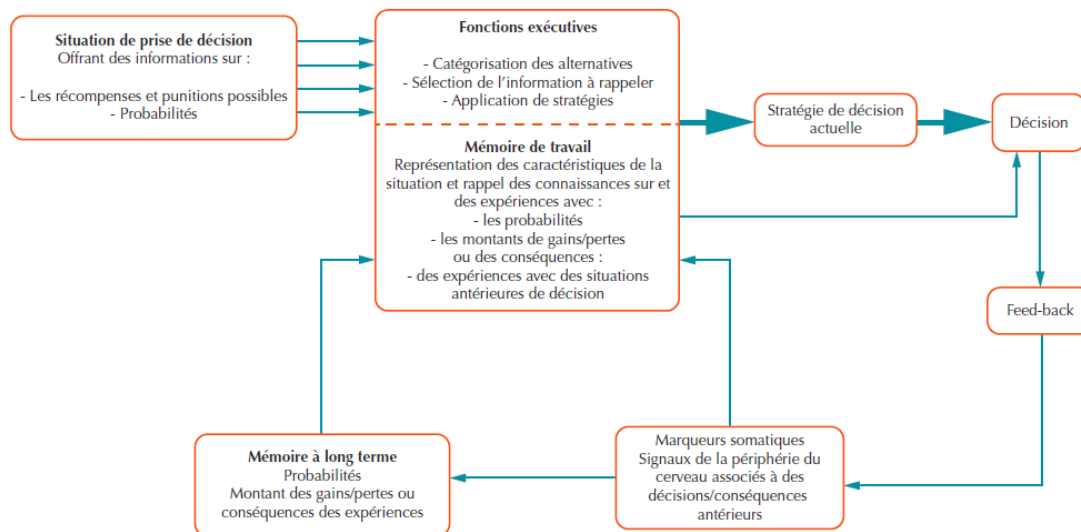 Situation de prise de décision
Offrant des informations sur :
- Les récompenses et punitions possibles
- Probabilités
Fonctions exécutives
- Catégorisation des alternatives
- Sélection de l'information à rappeler
- Application de stratégies
Mémoire de travail
Représentation des caractéristiques de la
situation et rappel des connaissances sur et
des expériences avec :
- les probabilités
- les montants de gains/pertes
ou des conséquences :
- des expériences avec des situations
antérieures de décision
Stratégie de décision
actuelle
Décision
Feed-back
Marqueurs somatiques
Signaux de la périphérie du
cerveau associés à des
décisions/conséquences
antérieurs
Mémoire à long terme
Probabilités
Montant des gains/pertes ou
conséquences des expériences